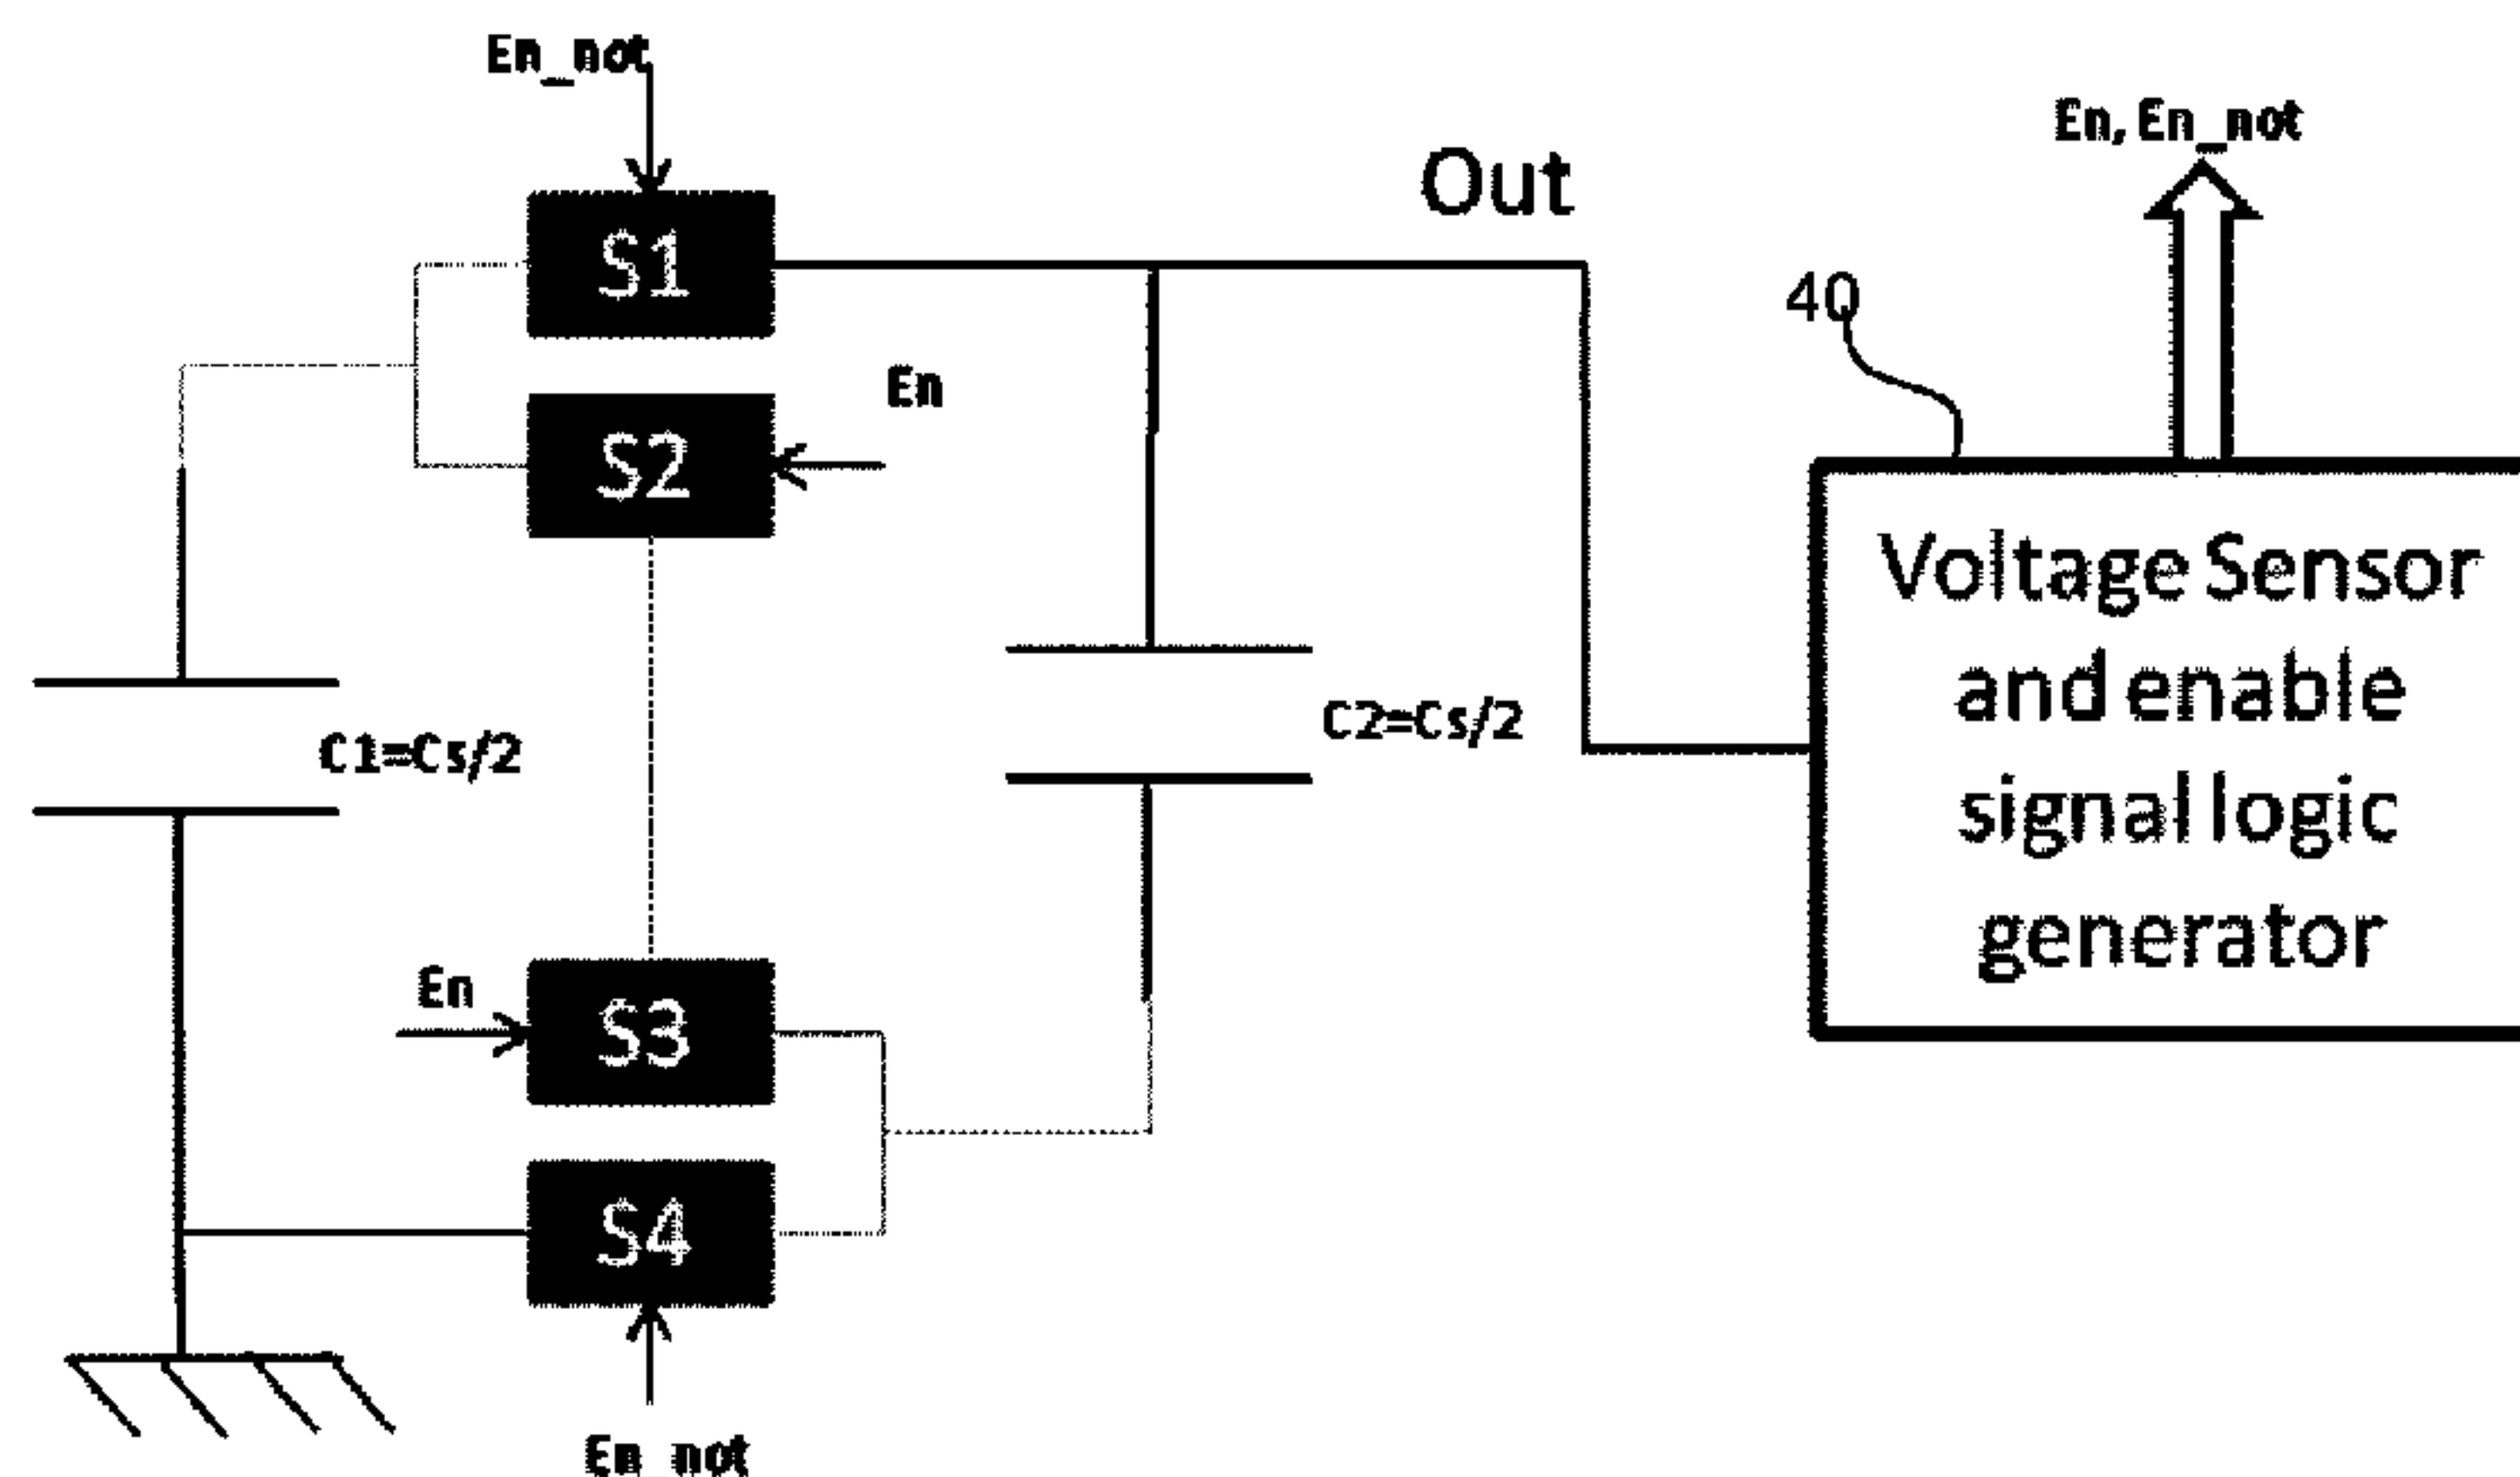 En_not
En, En_not
Out
S1
40
En
S2
Voltage Sensor
and enable
signal logic
generator
C2=Cs/2
C1=Cs/2
En
S3
S4
En_not